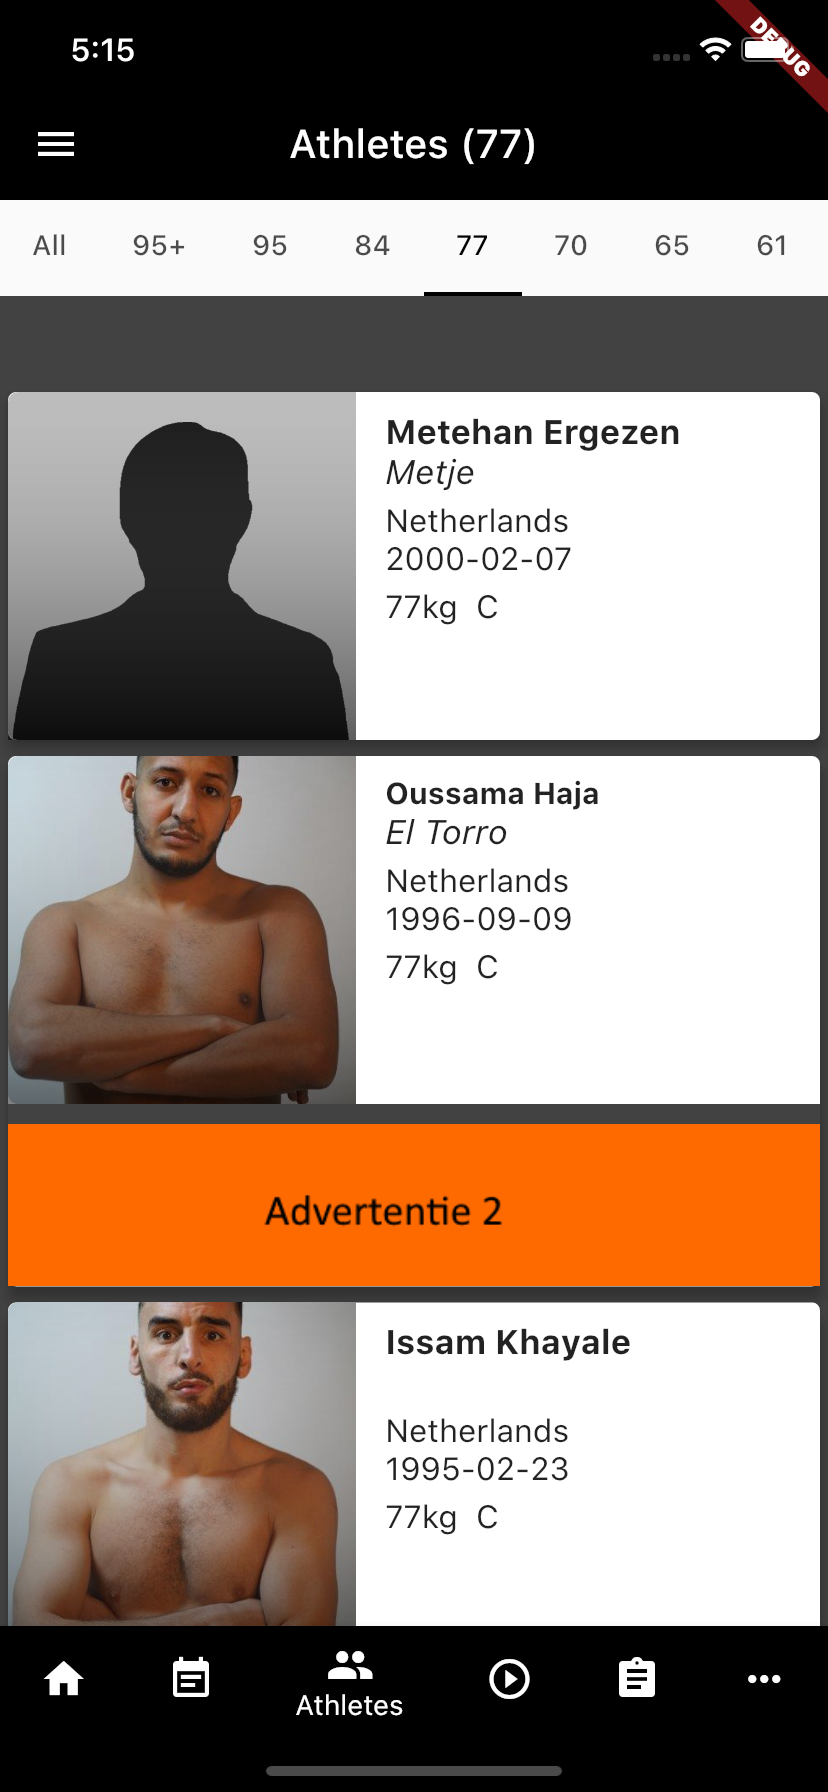 5:15
DEBUG
Athletes (77)
All 95+ 95 84 77 70 65 61
Metehan Ergezen
Metje
Netherlands
2000-02-07
77kg C
Oussama Haja
El Torro
Netherlands
1996-09-09
77kg C
Advertentie 2
Issam Khayale
Netherlands
1995-02-23
77kg C
Athletes